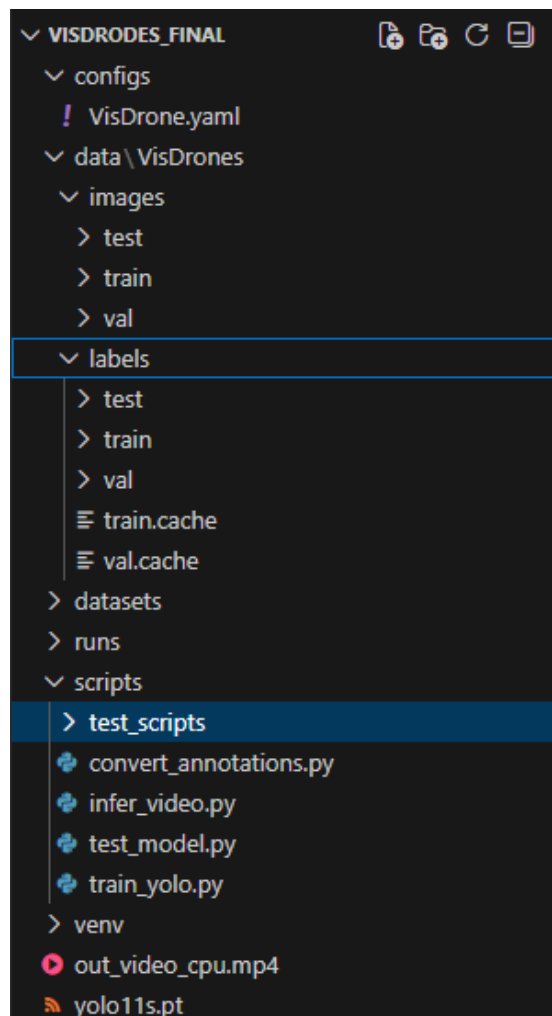 VISDRODES_FINAL
configs
! VisDrone.yaml
data\VisDrones
images
test
train
val
labels
test
train
val
train.cache
val.cache
datasets
runs
scripts
test_scripts
convert_annotations.py
infer_video.py
test_model.py
train_yolo.py
venv
out_video_cpu.mp4
yolo11s.pt